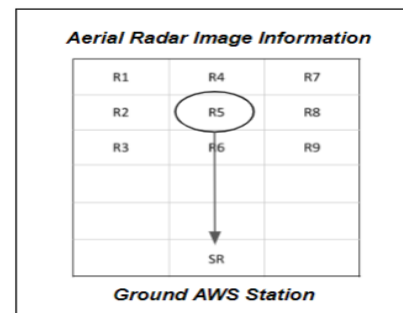 Aerial Radar Image Information
R1 R4 R7
R2 R5 R8
R3 R6 R9
SR
Ground AWS Station